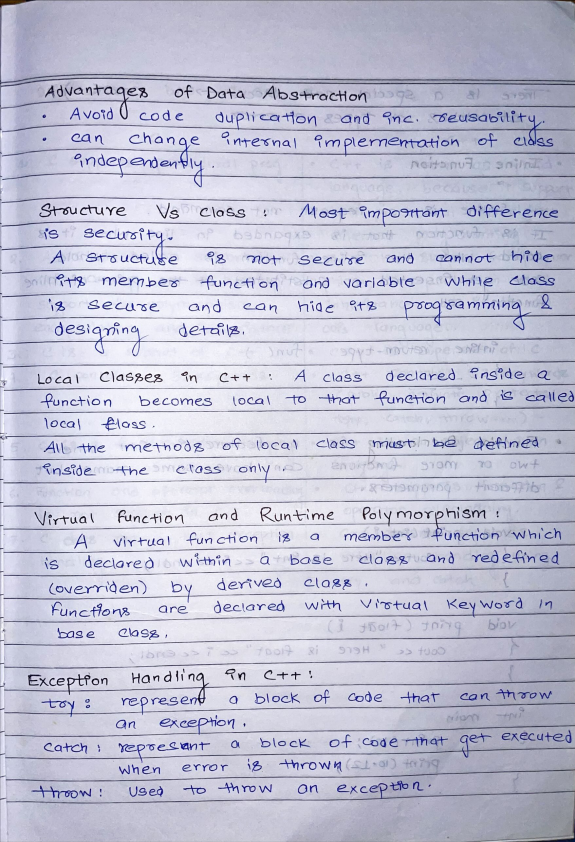 Advantages of Data Abstraction
• Avoid code duplication and inc. reusability.
• can change internal implementation of class
independently.
Structure Vs class : Most important difference
is security.
A structure is not secure and cannot hide
its member function and variable while class
is secure and can hide its programming &
designing details.
Local Classes in C++ : A class declared inside a
function becomes local to that function and is called
local class.
All the methods of local class must be defined
inside the class only.
Virtual Function and Runtime Polymorphism :
A virtual function is a member function which
is declared within a base class and redefined
(overriden) by derived class.
Functions are declared with Virtual Keyword in
base class.
Exception Handling in C++ :
try : represent a block of code that can throw
an exception.
Catch : represent a block of code that get executed
when error is thrown
throw : Used to throw an exception.